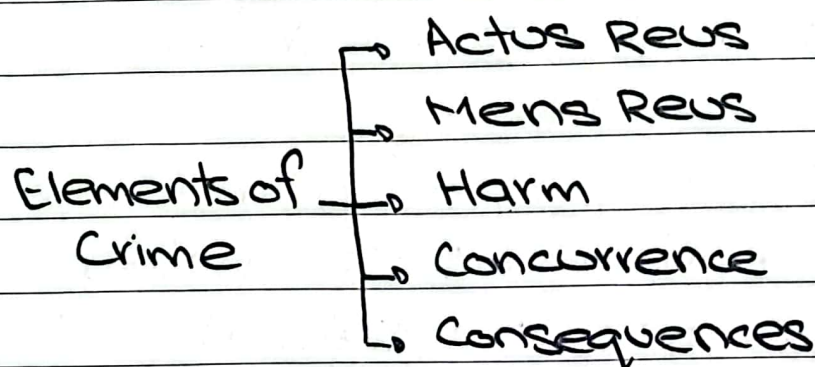 Actus Reus
Mens Reus
Elements of
Crime
Harm
Concurrence
Consequences